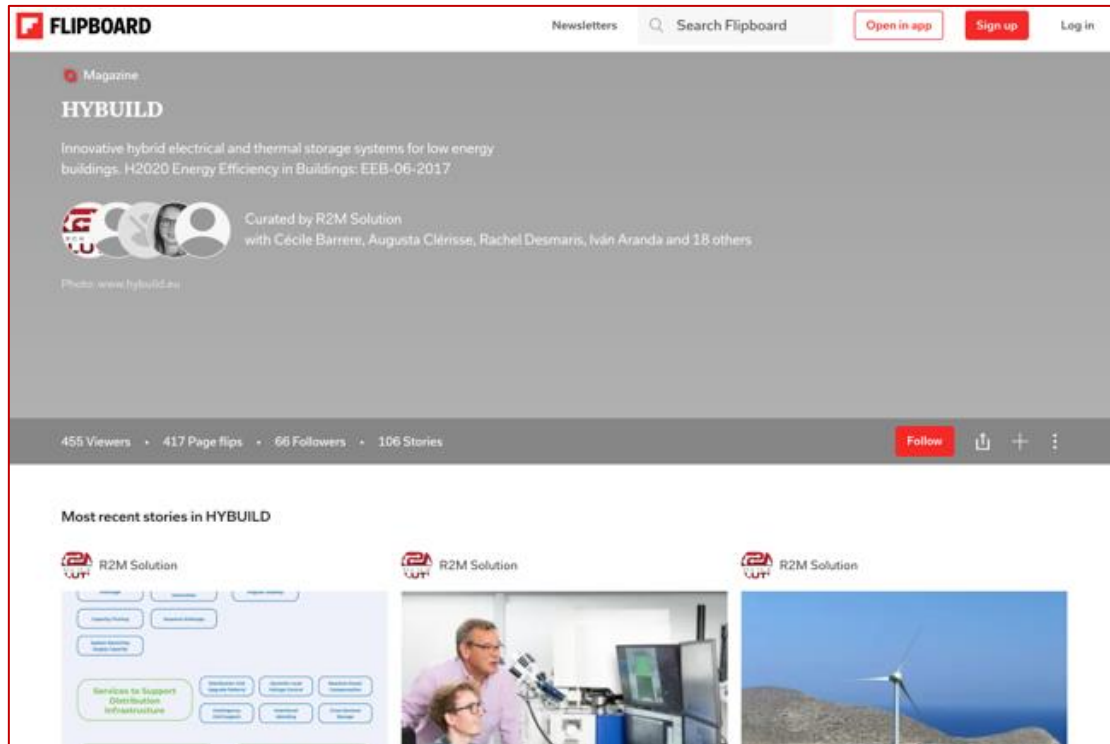 FLIPBOARD
Newsletters
Search Flipboard
Open in app
Sign up
Log in
Magazine
HYBUILD
Innovative hybrid electrical and thermal storage systems for low energy
buildings. H2020 Energy Efficiency in Buildings: EEB-06-2017
Curated by R2M Solution
with Cécile Barrere, Augusta Clérisse, Rachel Desmaris, Iván Aranda and 18 others
Photo: www.hybuild.eu
455 Viewers • 417 Page flips • 66 Followers • 106 Stories
Follow
Most recent stories in HYBUILD
R2M Solution
R2M Solution
R2M Solution
Services to Support
Distribution
Infrastructure